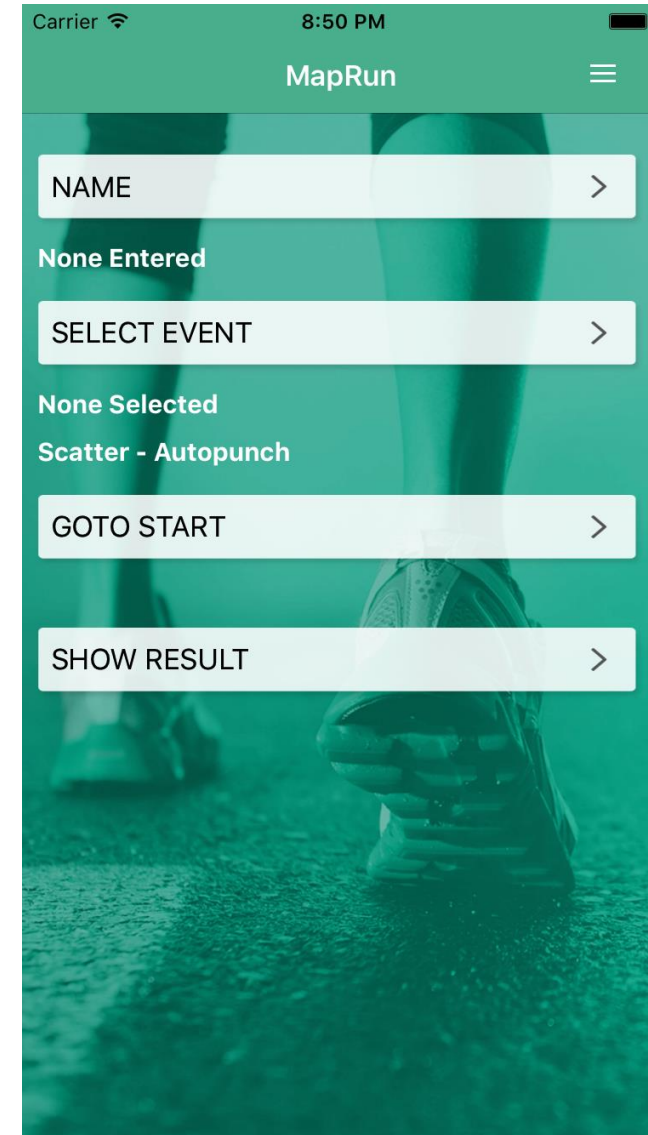 Carrier 8:50 PM
MapRun
NAME
None Entered
SELECT EVENT
None Selected
Scatter - Autopunch
GOTO START
SHOW RESULT